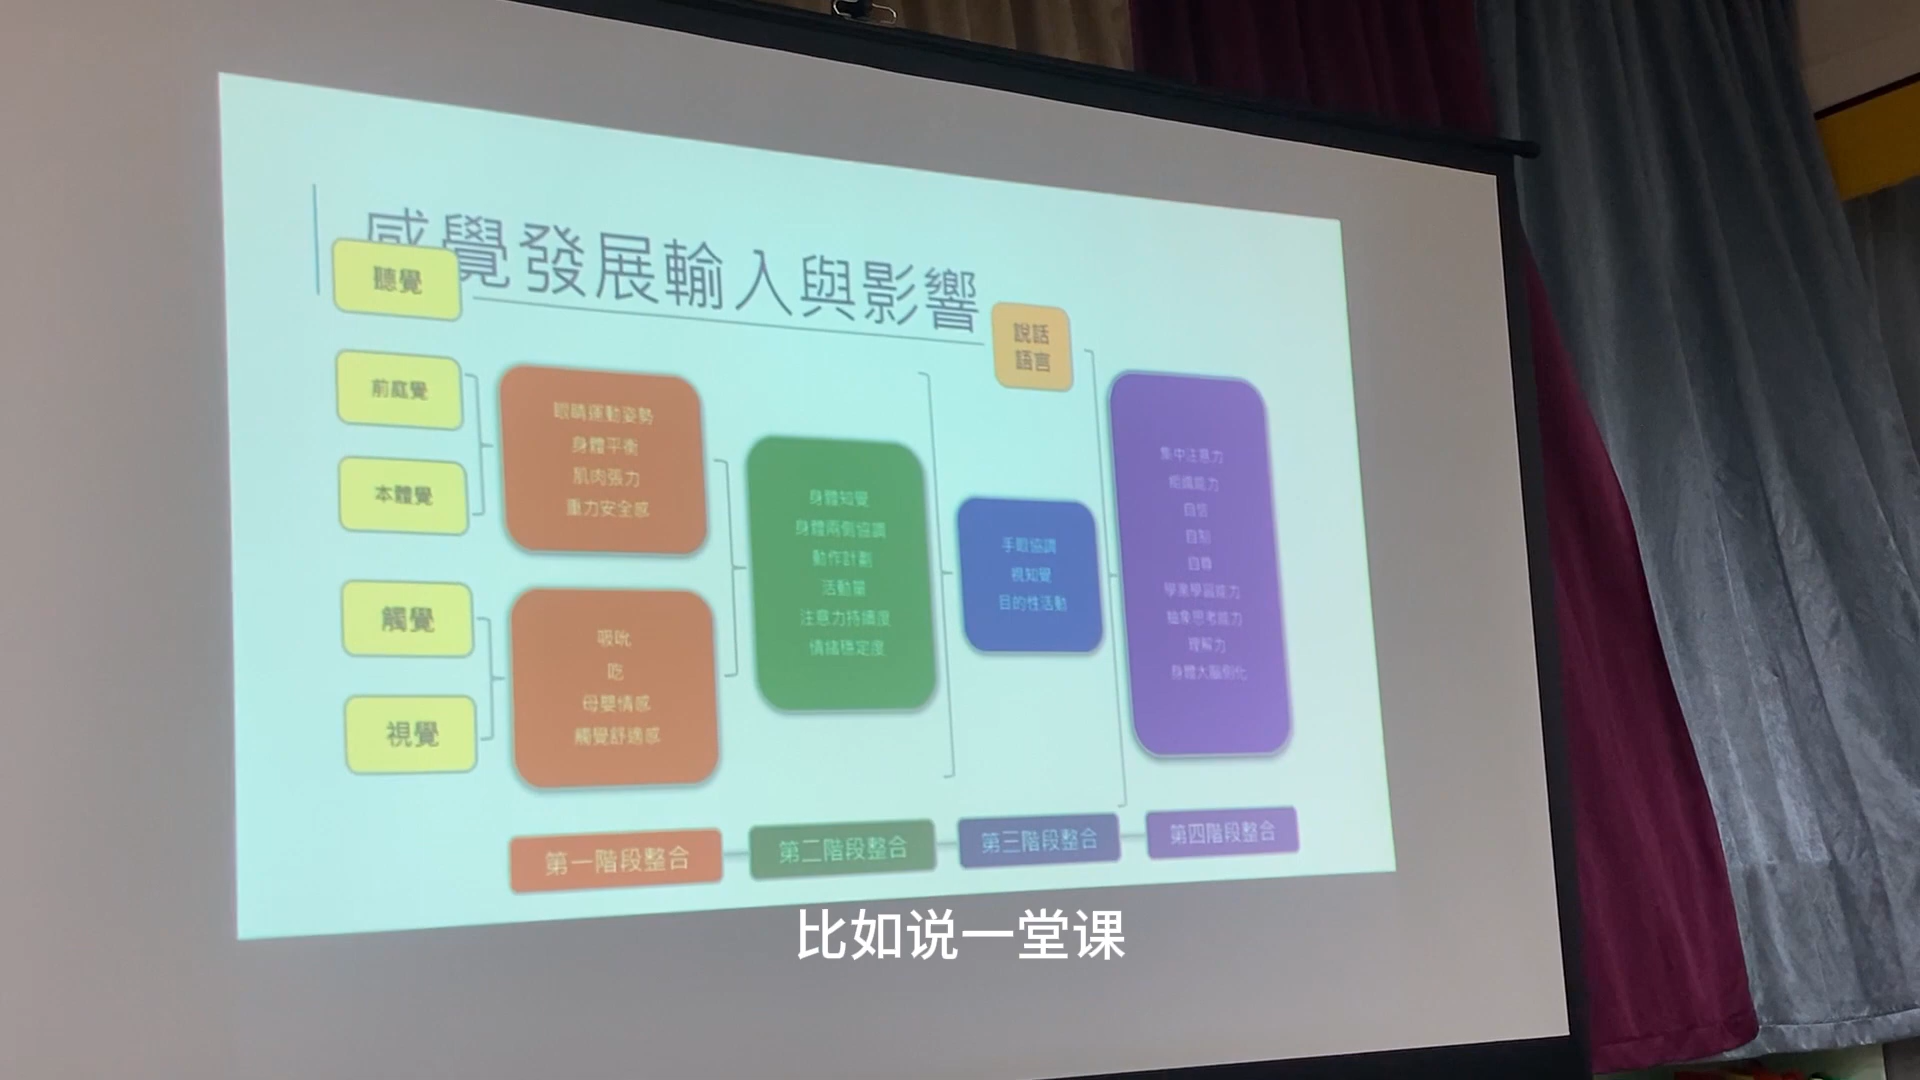 感覺發展輸入與影響
聽覺
前庭覺
本體覺
觸覺
視覺
眼睛運動姿勢
身體平衡
肌肉張力
重力安全感
吸吮
吃
母嬰情感
觸覺舒適感
身體知覺
身體兩側協調
動作計劃
活動量
注意力持續度
情緒穩定度
說話
語言
手眼協調
視知覺
目的性活動
集中注意力
組織能力
自信
自制
自尊
學業學習能力
抽象思考能力
理解力
身體大腦側化
第一階段整合
第二階段整合
第三階段整合
第四階段整合
比如说一堂课